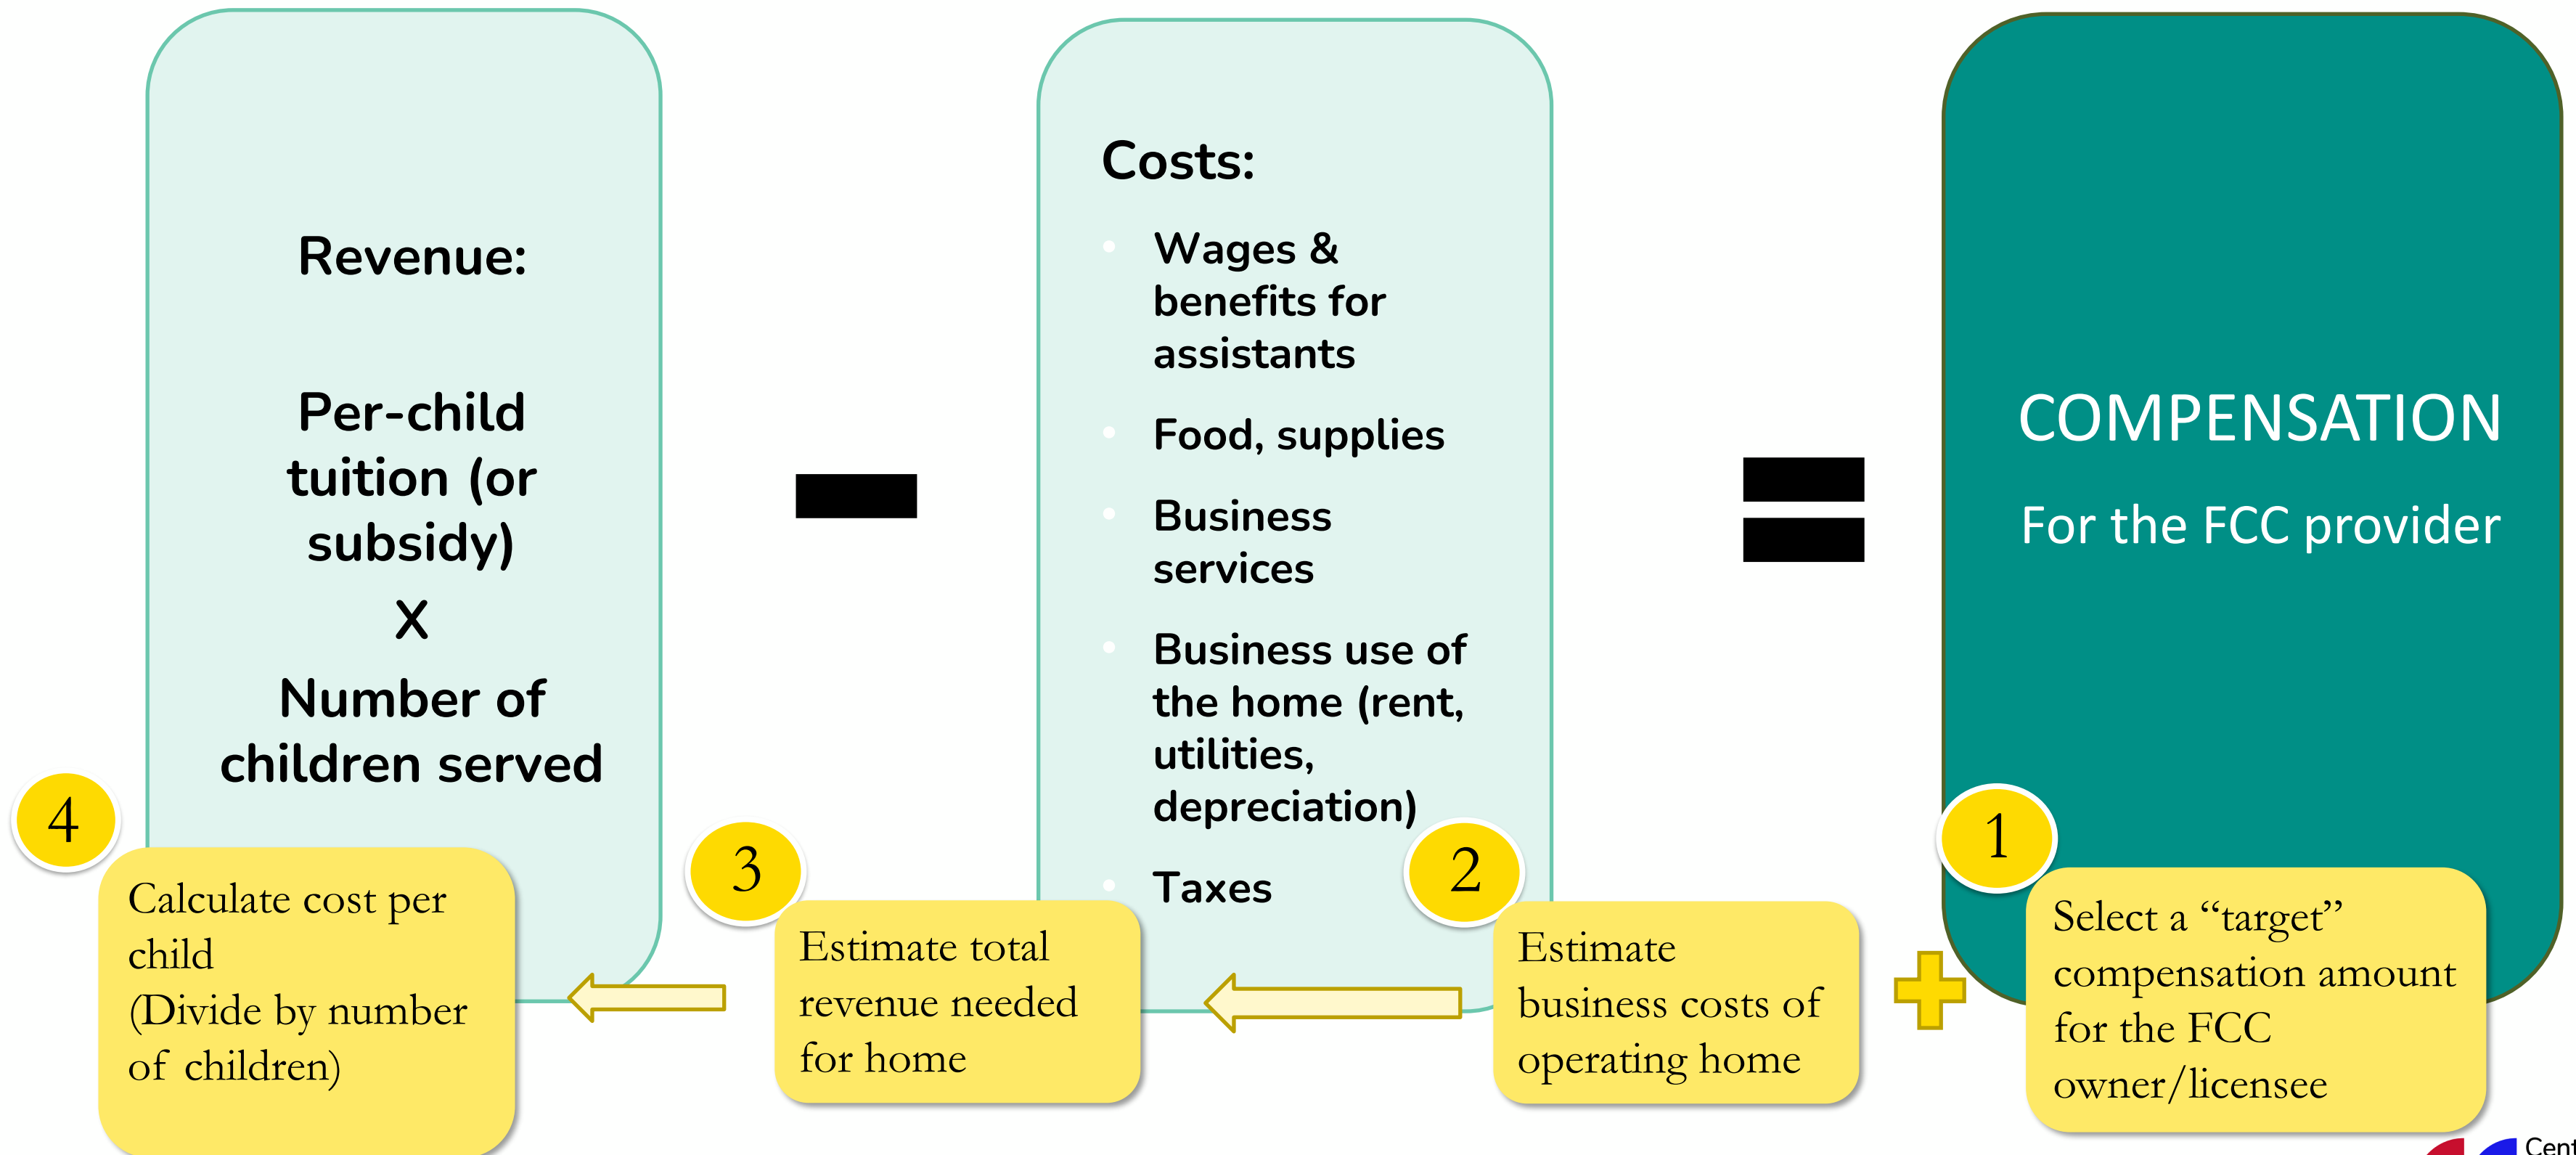 Revenue:
Per-child
tuition (or
subsidy)
X
Number of
children served
Costs:
Wages &
benefits for
assistants
Food, supplies
Business
services
Business use of
the home (rent,
utilities,
depreciation)
Taxes
COMPENSATION
For the FCC provider
4
Calculate cost per
child
(Divide by number
of children)
3
Estimate total
revenue needed
for home
2
Estimate
business costs of
operating home
1
Select a “target”
compensation amount
for the FCC
owner/licensee